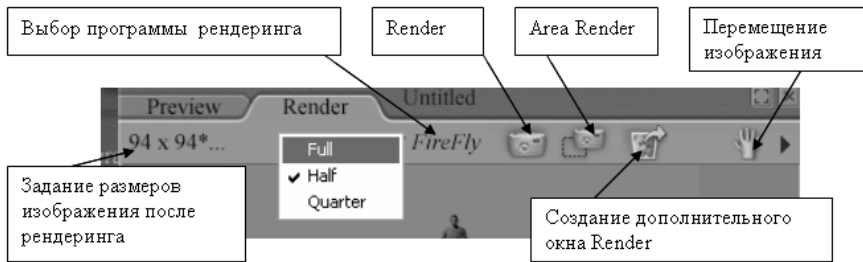 Выбор программы рендеринга
Render
Area Render
Перемещение
изображения
Preview
Render
Untitled
94 x 94*...
FireFly
Full
Half
Quarter
Задание размеров
изображения после
рендеринга
Создание дополнительного
окна Render